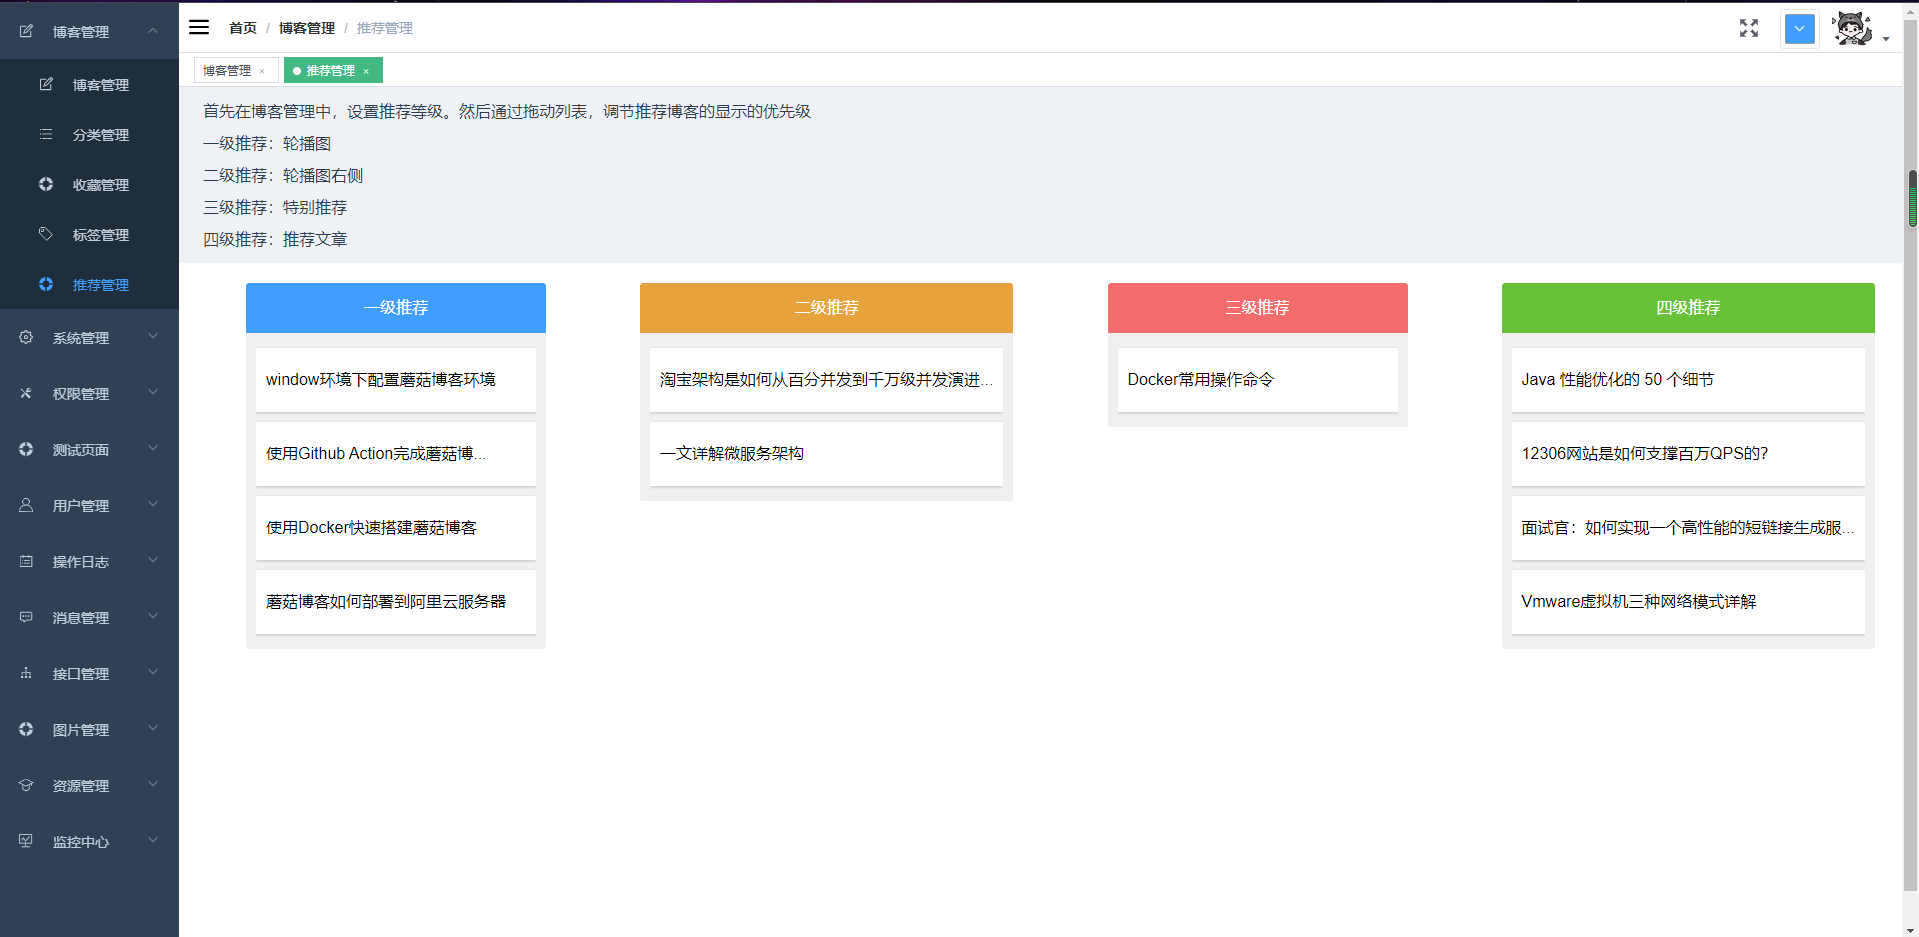 博客管理
博客管理
分类管理
收藏管理
标签管理
推荐管理
系统管理
权限管理
测试页面
用户管理
操作日志
消息管理
接口管理
图片管理
资源管理
监控中心
首页 / 博客管理 / 推荐管理
博客管理 ×
推荐管理 ×
首先在博客管理中，设置推荐等级。然后通过拖动列表，调节推荐博客的显示的优先级
一级推荐：轮播图
二级推荐：轮播图右侧
三级推荐：特别推荐
四级推荐：推荐文章
一级推荐
window环境下配置蘑菇博客环境
使用Github Action完成蘑菇博...
使用Docker快速搭建蘑菇博客
蘑菇博客如何部署到阿里云服务器
二级推荐
淘宝架构是如何从百分并发到千万级并发演进...
一文详解微服务架构
三级推荐
Docker常用操作命令
四级推荐
Java 性能优化的 50 个细节
12306网站是如何支撑百万QPS的?
面试官：如何实现一个高性能的短链接生成服...
Vmware虚拟机三种网络模式详解